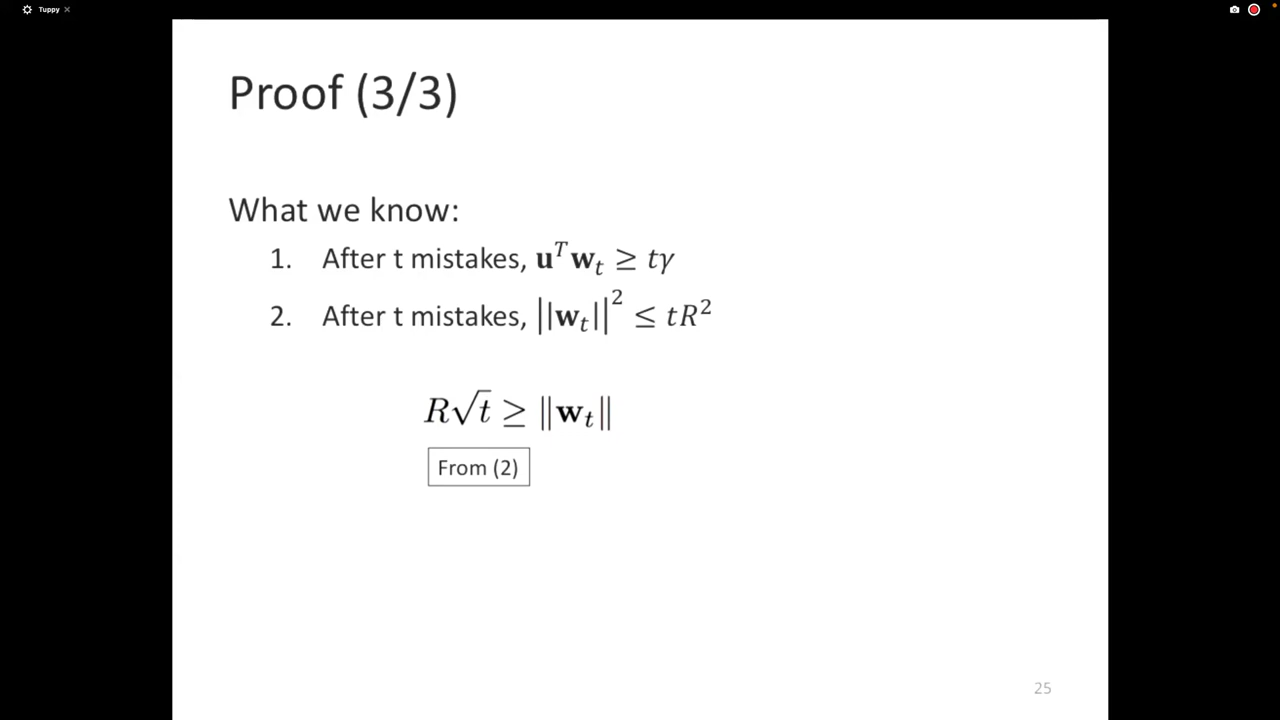 Tuppy ×
Proof (3/3)
What we know:
1. After t mistakes, 𝐮ᵀ𝐰ₜ ≥ tγ
2. After t mistakes, ||𝐰ₜ||² ≤ tR²
R√t ≥ ‖𝐰ₜ‖
From (2)
25